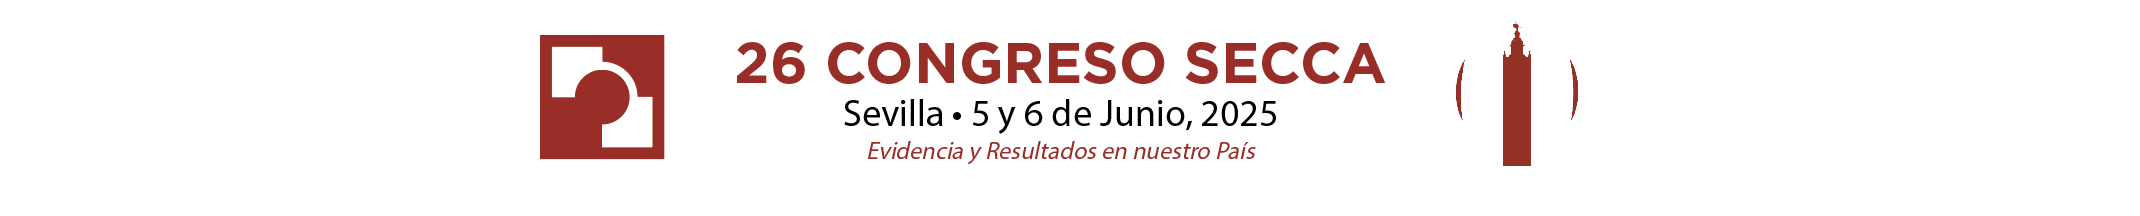 26 CONGRESO SECCA
Sevilla • 5 y 6 de Junio, 2025
Evidencia y Resultados en nuestro País